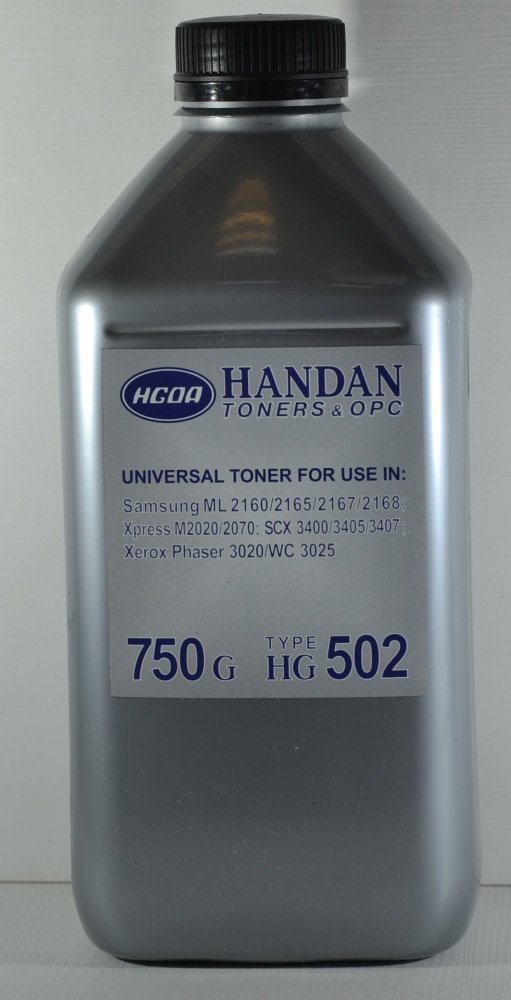 HGOA
HANDAN
TONERS & OPC
UNIVERSAL TONER FOR USE IN:
Samsung ML 2160/2165/2167/2168;
Xpress M2020/2070; SCX 3400/3405/3407;
Xerox Phaser 3020/WC 3025
750 G
TYPE
HG 502